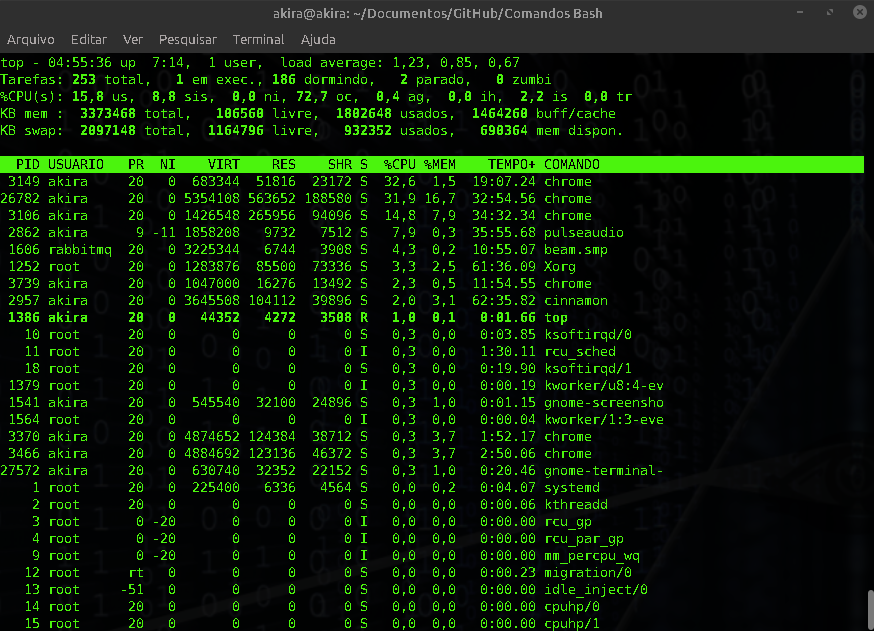 akira@akira: ~/Documentos/GitHub/Comandos Bash
Arquivo Editar Ver Pesquisar Terminal Ajuda
top - 04:55:36 up  7:14,  1 user,  load average: 1,23, 0,85, 0,67
Tarefas: 253 total,   1 em exec., 186 dormindo,   2 parado,   0 zumbi
%CPU(s): 15,8 us,  8,8 sis,  0,0 ni, 72,7 oc,  0,4 ag,  0,0 ih,  2,2 is  0,0 tr
KB mem :  3373468 total,   106560 livre,  1802648 usados,  1464260 buff/cache
KB swap:  2097148 total,  1164796 livre,   932352 usados,   690364 mem dispon.
PID USUARIO PR NI VIRT RES SHR S %CPU %MEM TEMPO+ COMANDO
3149 akira 20 0 683344 51816 23172 S 32,6 1,5 19:07.24 chrome
26782 akira 20 0 5354108 563652 188580 S 31,9 16,7 32:54.56 chrome
3106 akira 20 0 1426548 265956 94096 S 14,8 7,9 34:32.34 chrome
2862 akira 9 -11 1858208 9732 7512 S 7,9 0,3 35:55.68 pulseaudio
1606 rabbitmq 20 0 3225344 6744 3908 S 4,3 0,2 10:55.07 beam.smp
1252 root 20 0 1283876 85500 73336 S 3,3 2,5 61:36.09 Xorg
3739 akira 20 0 1047000 16276 13492 S 2,3 0,5 11:54.55 chrome
2957 akira 20 0 3645508 104112 39896 S 2,0 3,1 62:35.82 cinnamon
1386 akira 20 0 44352 4272 3508 R 1,0 0,1 0:01.66 top
10 root 20 0 0 0 0 S 0,3 0,0 0:03.85 ksoftirqd/0
11 root 20 0 0 0 0 I 0,3 0,0 1:30.11 rcu_sched
18 root 20 0 0 0 0 S 0,3 0,0 0:19.90 ksoftirqd/1
1379 root 20 0 0 0 0 I 0,3 0,0 0:00.19 kworker/u8:4-ev
1541 akira 20 0 545540 32100 24896 S 0,3 1,0 0:01.15 gnome-screensho
1564 root 20 0 0 0 0 I 0,3 0,0 0:00.04 kworker/1:3-eve
3370 akira 20 0 4874652 124384 38712 S 0,3 3,7 1:52.17 chrome
3466 akira 20 0 4884692 123136 46372 S 0,3 3,7 2:50.06 chrome
27572 akira 20 0 630740 32352 22152 S 0,3 1,0 0:20.46 gnome-terminal-
1 root 20 0 225400 6336 4564 S 0,0 0,2 0:04.07 systemd
2 root 20 0 0 0 0 S 0,0 0,0 0:00.06 kthreadd
3 root 0 -20 0 0 0 I 0,0 0,0 0:00.00 rcu_gp
4 root 0 -20 0 0 0 I 0,0 0,0 0:00.00 rcu_par_gp
9 root 0 -20 0 0 0 I 0,0 0,0 0:00.00 mm_percpu_wq
12 root rt 0 0 0 0 S 0,0 0,0 0:00.23 migration/0
13 root -51 0 0 0 0 S 0,0 0,0 0:00.00 idle_inject/0
14 root 20 0 0 0 0 S 0,0 0,0 0:00.00 cpuhp/0
15 root 20 0 0 0 0 S 0,0 0,0 0:00.00 cpuhp/1